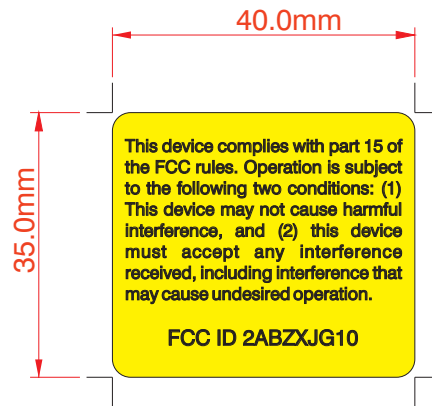 40.0mm
35.0mm
This device complies with part 15 of
the FCC rules. Operation is subject
to the following two conditions: (1)
This device may not cause harmful
interference, and (2) this device
must accept any interference
received, including interference that
may cause undesired operation.
FCC ID 2ABZXJG10